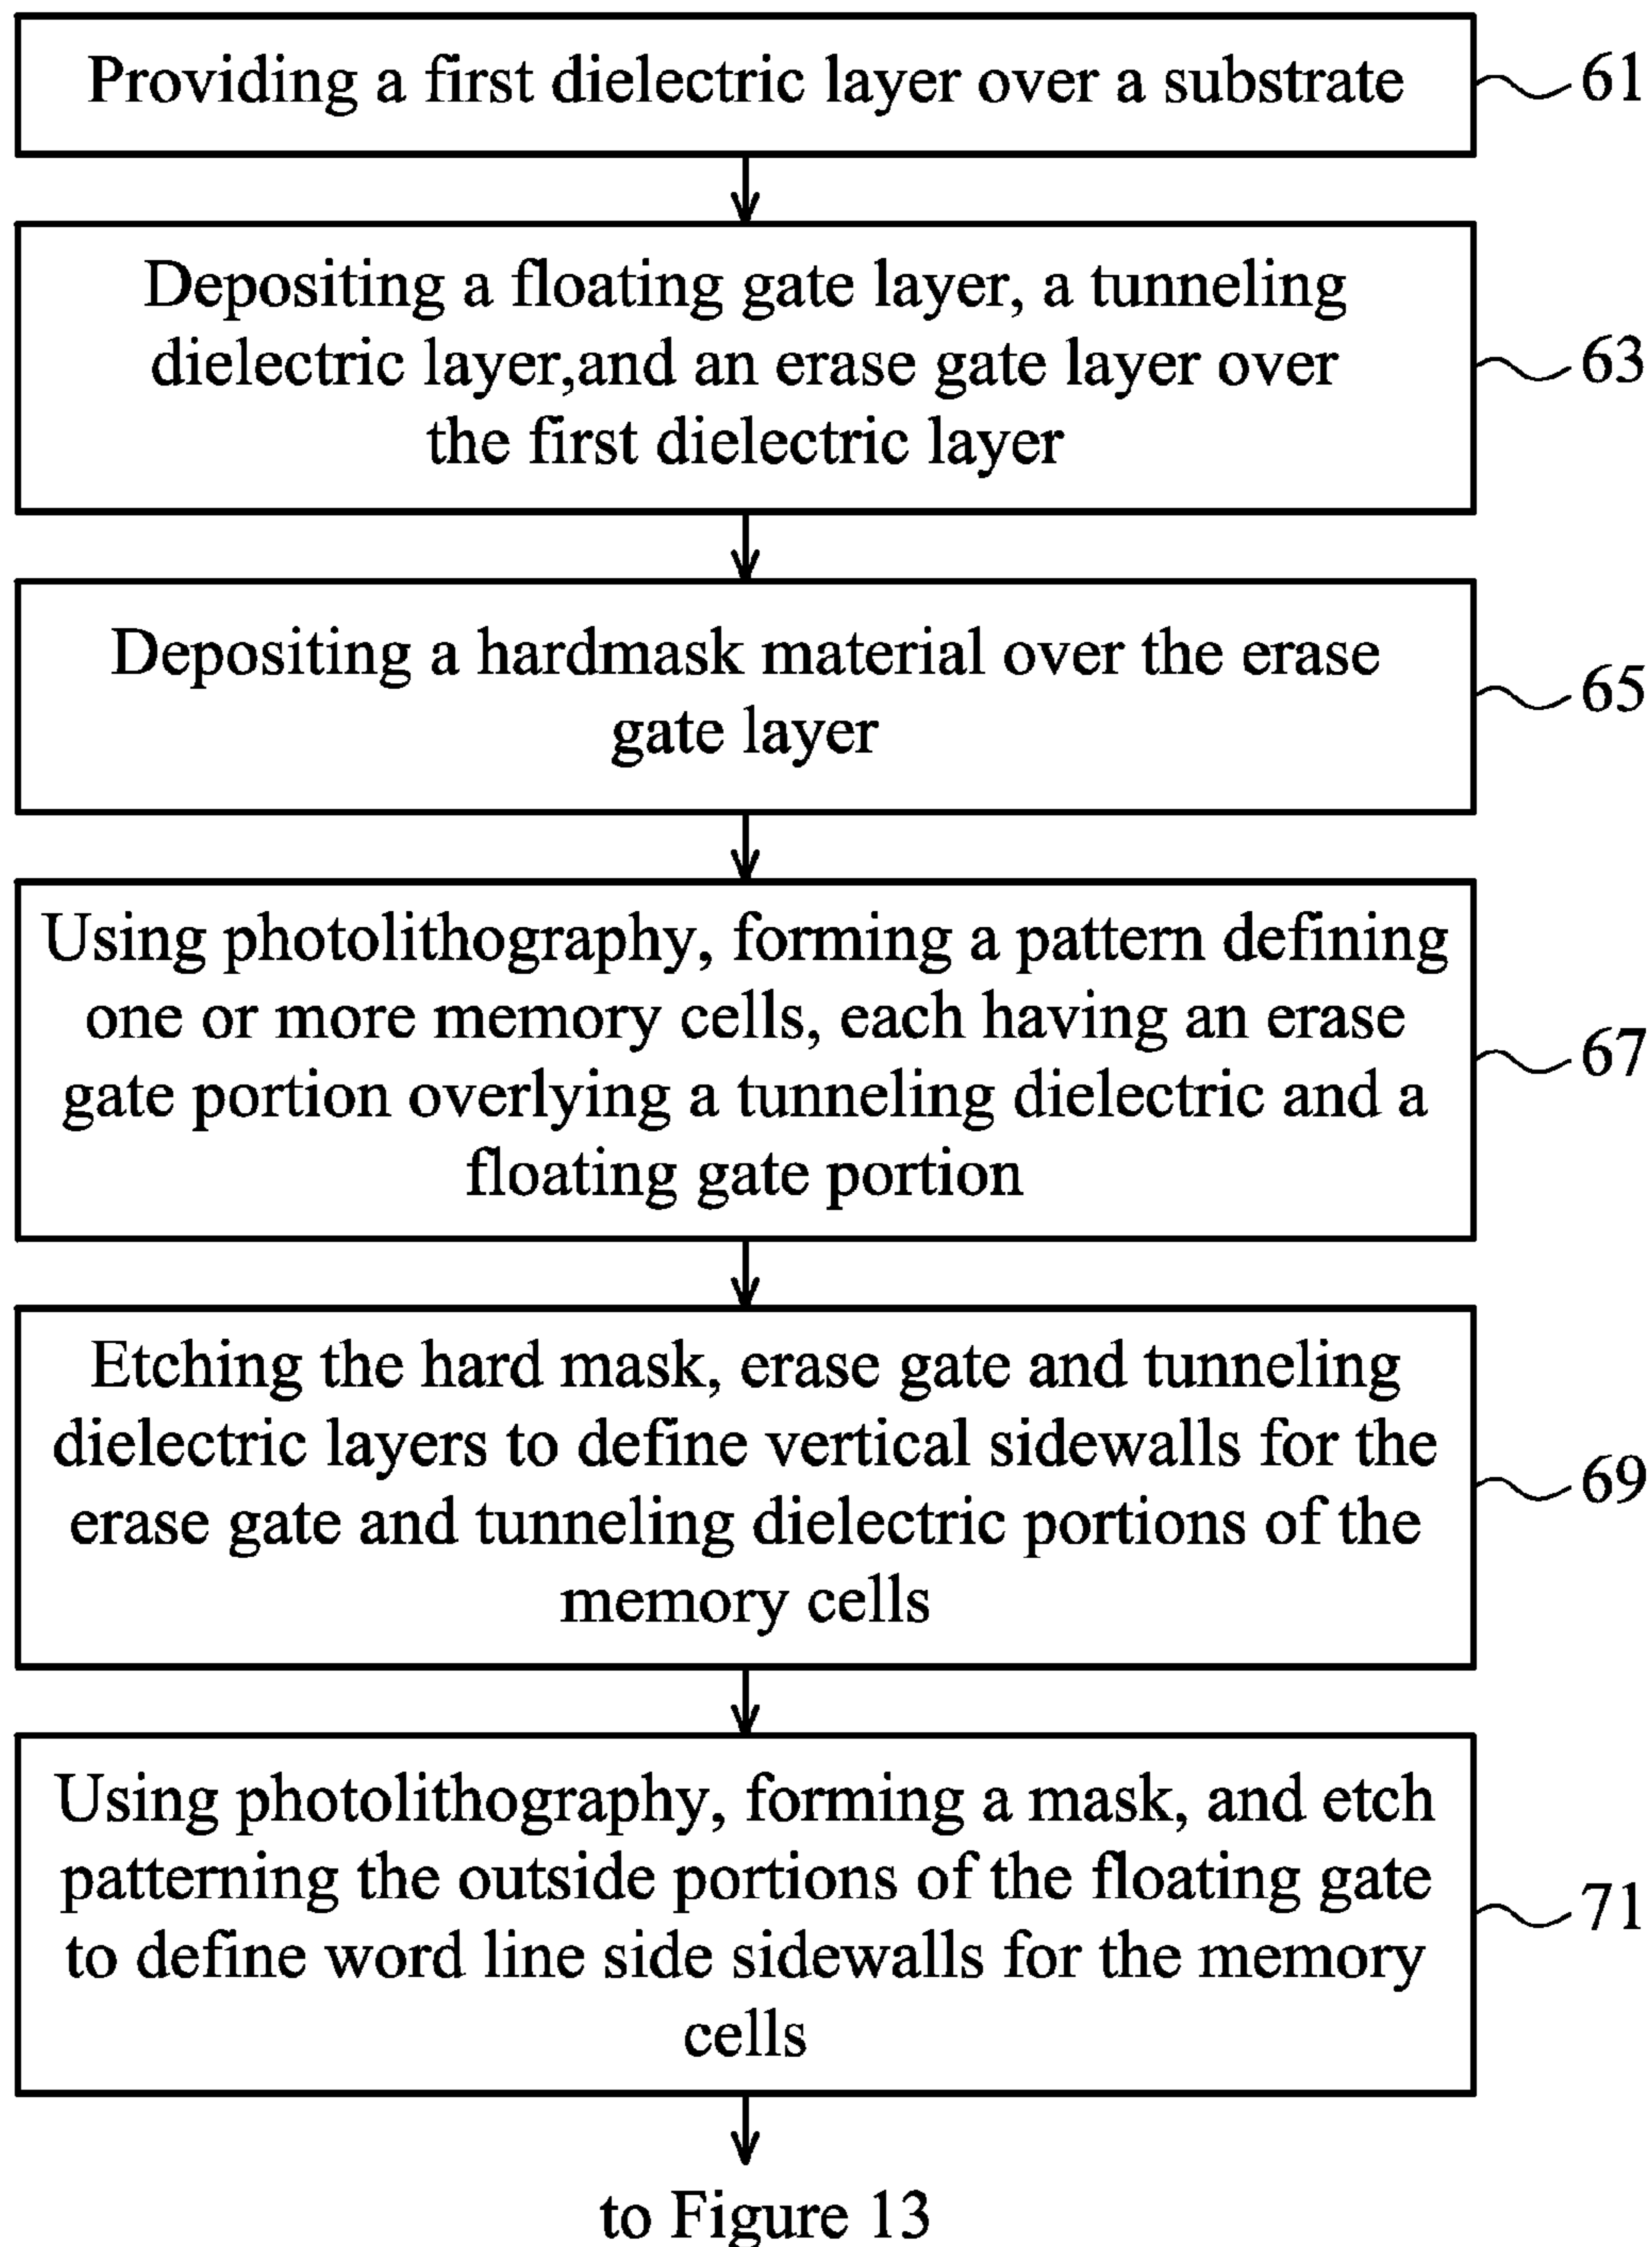 Providing a first dielectric layer over a substrate
61
Depositing a floating gate layer, a tunneling
dielectric layer,and an erase gate layer over
the first dielectric layer
63
Depositing a hardmask material over the erase
gate layer
65
Using photolithography, forming a pattern defining
one or more memory cells, each having an erase
gate portion overlying a tunneling dielectric and a
floating gate portion
67
Etching the hard mask, erase gate and tunneling
dielectric layers to define vertical sidewalls for the
erase gate and tunneling dielectric portions of the
memory cells
69
Using photolithography, forming a mask, and etch
patterning the outside portions of the floating gate
to define word line side sidewalls for the memory
cells
71
to Figure 13